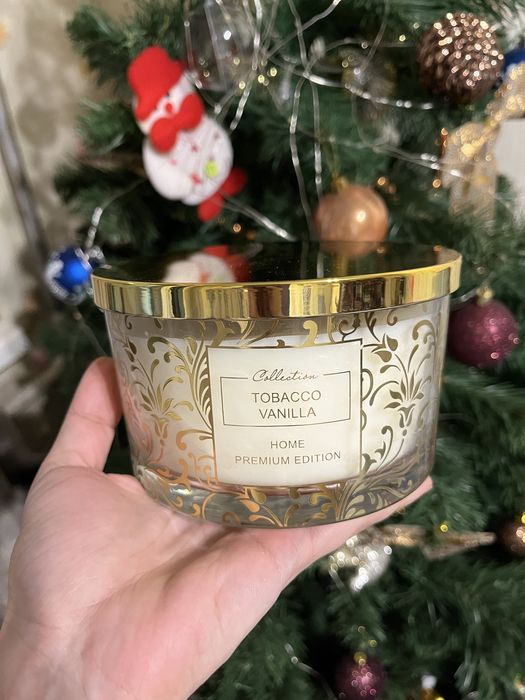 Collection
TOBACCO
VANILLA
HOME
PREMIUM EDITION